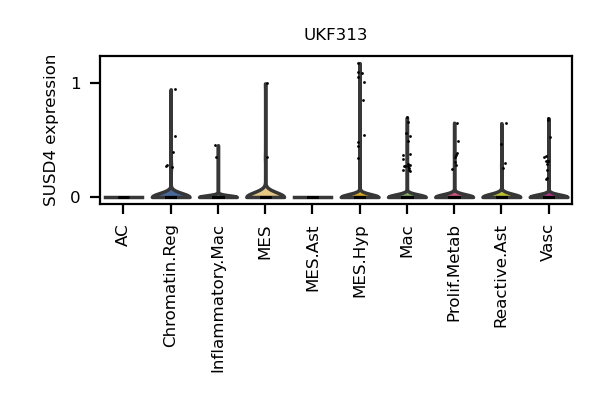 UKF313
SUSD4 expression
1
0
AC
Chromatin.Reg
Inflammatory.Mac
MES
MES.Ast
MES.Hyp
Mac
Prolif.Metab
Reactive.Ast
Vasc